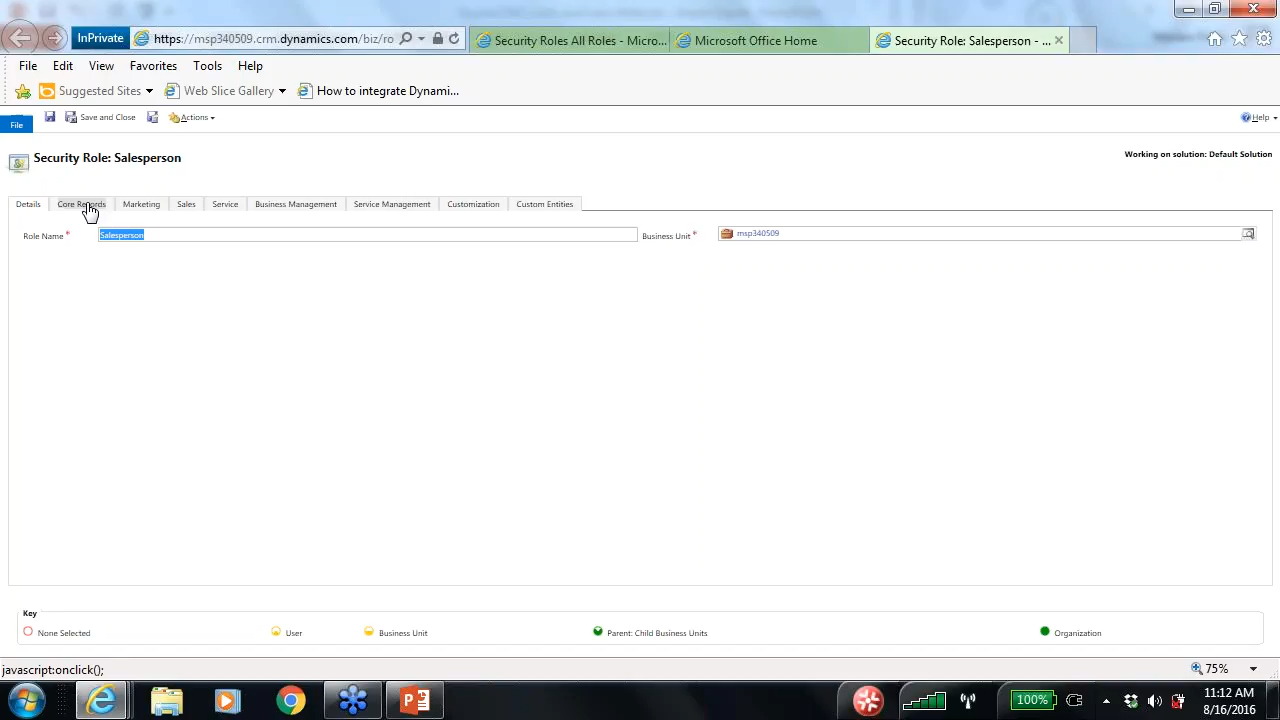 InPrivate
https://msp340509.crm.dynamics.com/biz/ro
Security Roles All Roles - Micro...
Microsoft Office Home
Security Role: Salesperson - ...
File Edit View Favorites Tools Help
Suggested Sites
Web Slice Gallery
How to integrate Dynami...
File
Save and Close
Actions
Help
Security Role: Salesperson
Working on solution: Default Solution
Details Core Records Marketing Sales Service Business Management Service Management Customization Custom Entities
Role Name * Salesperson
Business Unit * msp340509
Key
None Selected User Business Unit Parent: Child Business Units Organization
javascript:onclick();
75%
100%
11:12 AM
8/16/2016